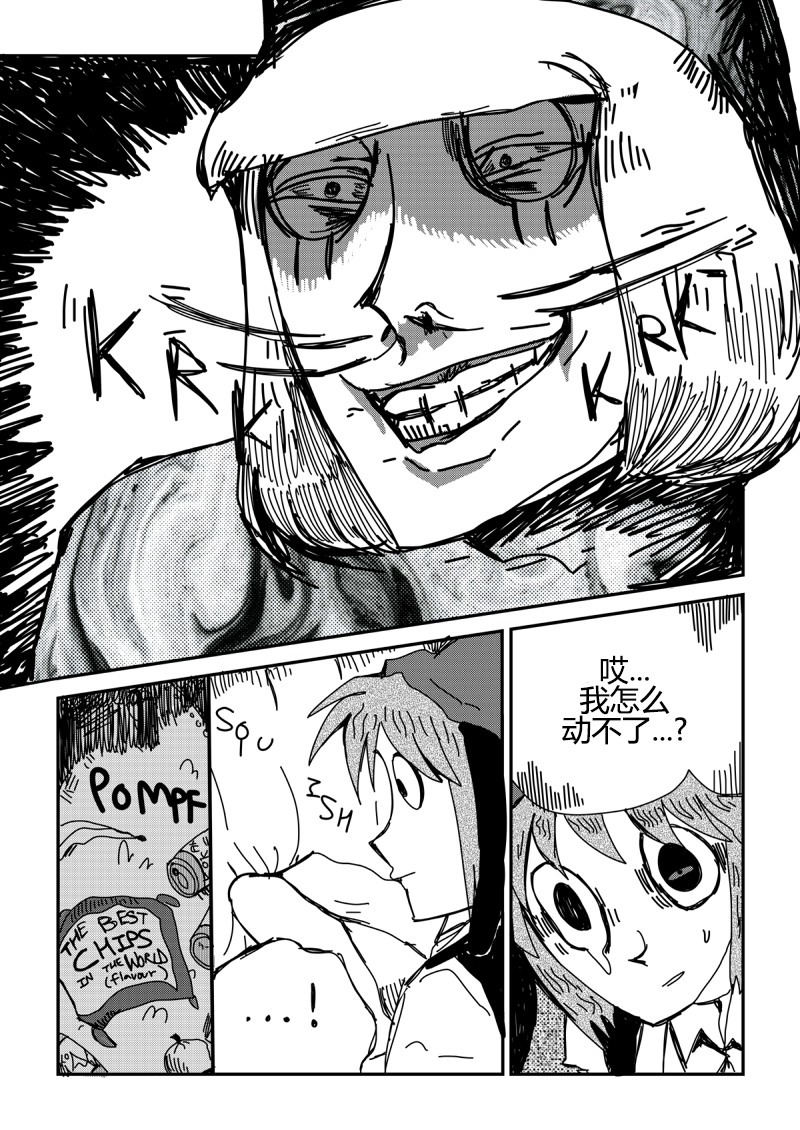 KRK
KRK
POMPF
THE BEST
CHIPS
IN THE WORLD
(flavour)
SQU
ISH
...!
哎...
我怎么
动不了...?